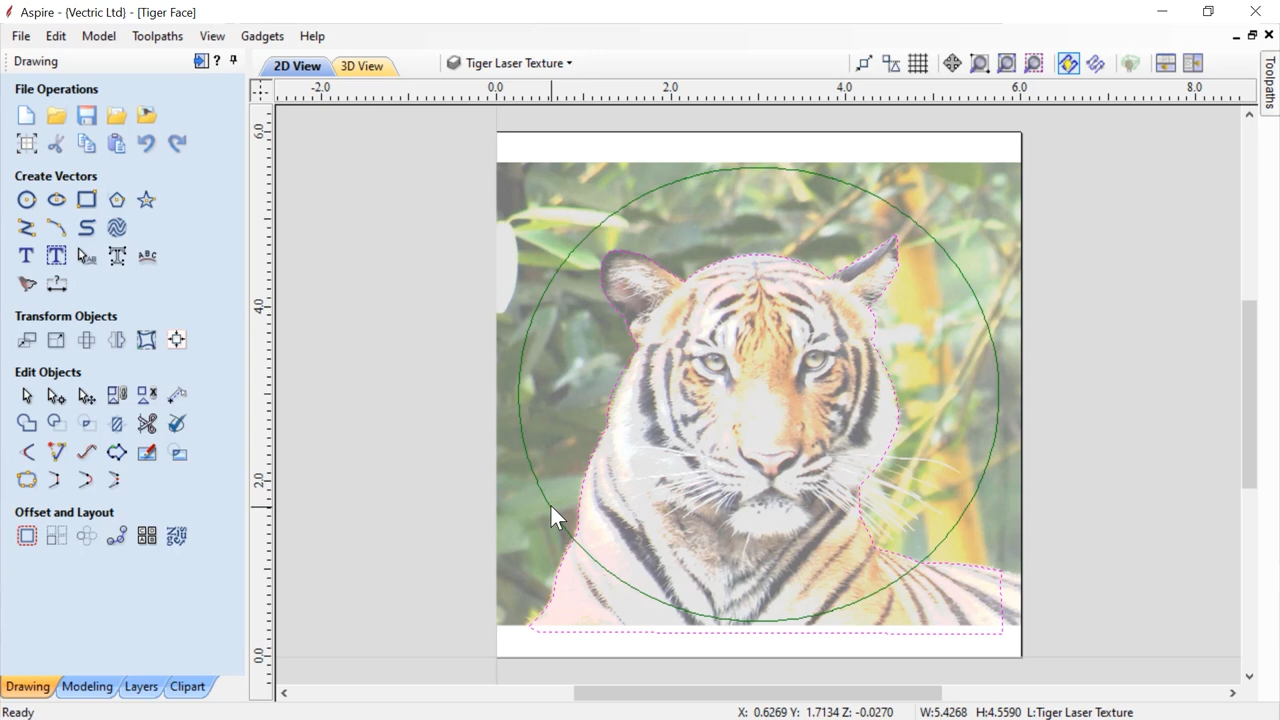 Aspire - {Vectric Ltd} - [Tiger Face]
File Edit Model Toolpaths View Gadgets Help
Drawing
2D View 3D View Tiger Laser Texture
Toolpaths
File Operations
Create Vectors
Transform Objects
Edit Objects
Offset and Layout
-2.0 0.0 2.0 4.0 6.0 8.0
6.0
4.0
2.0
0.0
Drawing Modeling Layers Clipart
Ready X: 0.6269 Y: 1.7134 Z: -0.0270 W:5.4268 H:4.5590 L:Tiger Laser Texture